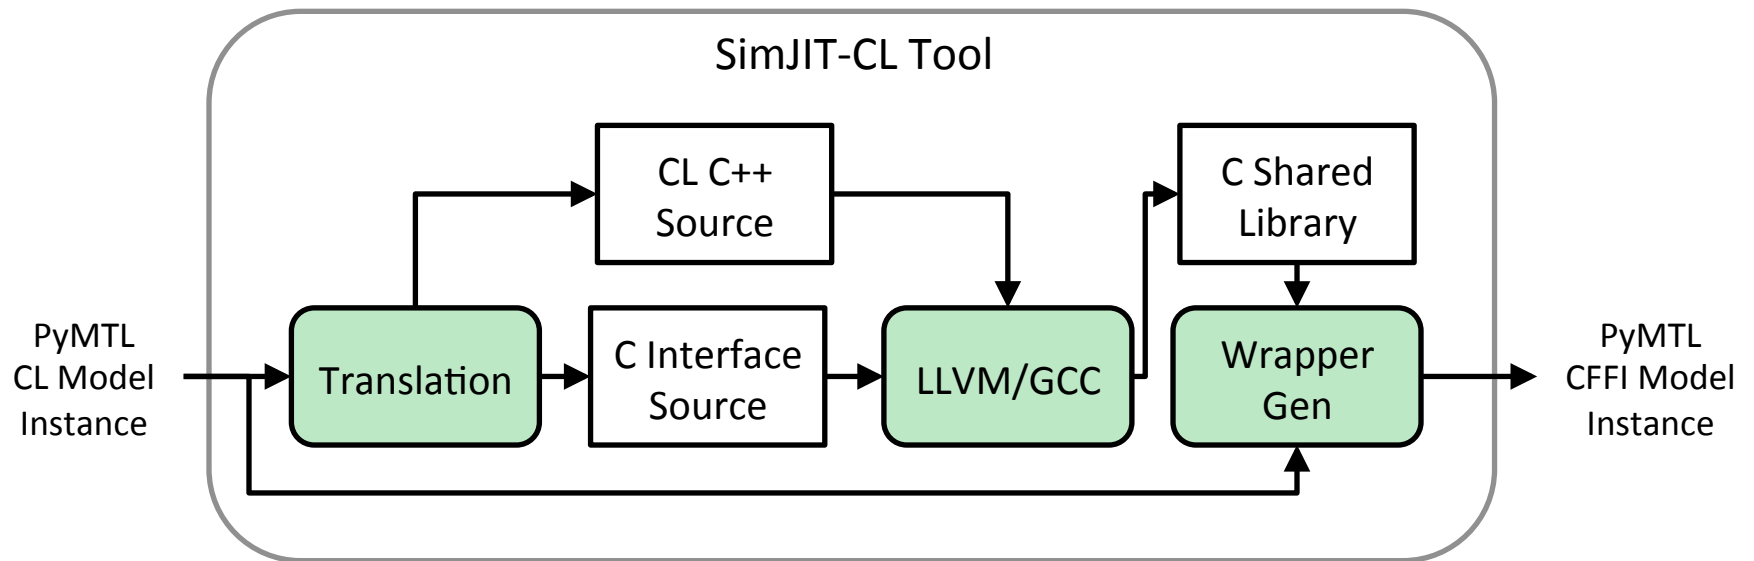 SimJIT-CL Tool
CL C++
Source
C Shared
Library
PyMTL
CL Model
Instance
Translation
C Interface
Source
LLVM/GCC
Wrapper
Gen
PyMTL
CFFI Model
Instance